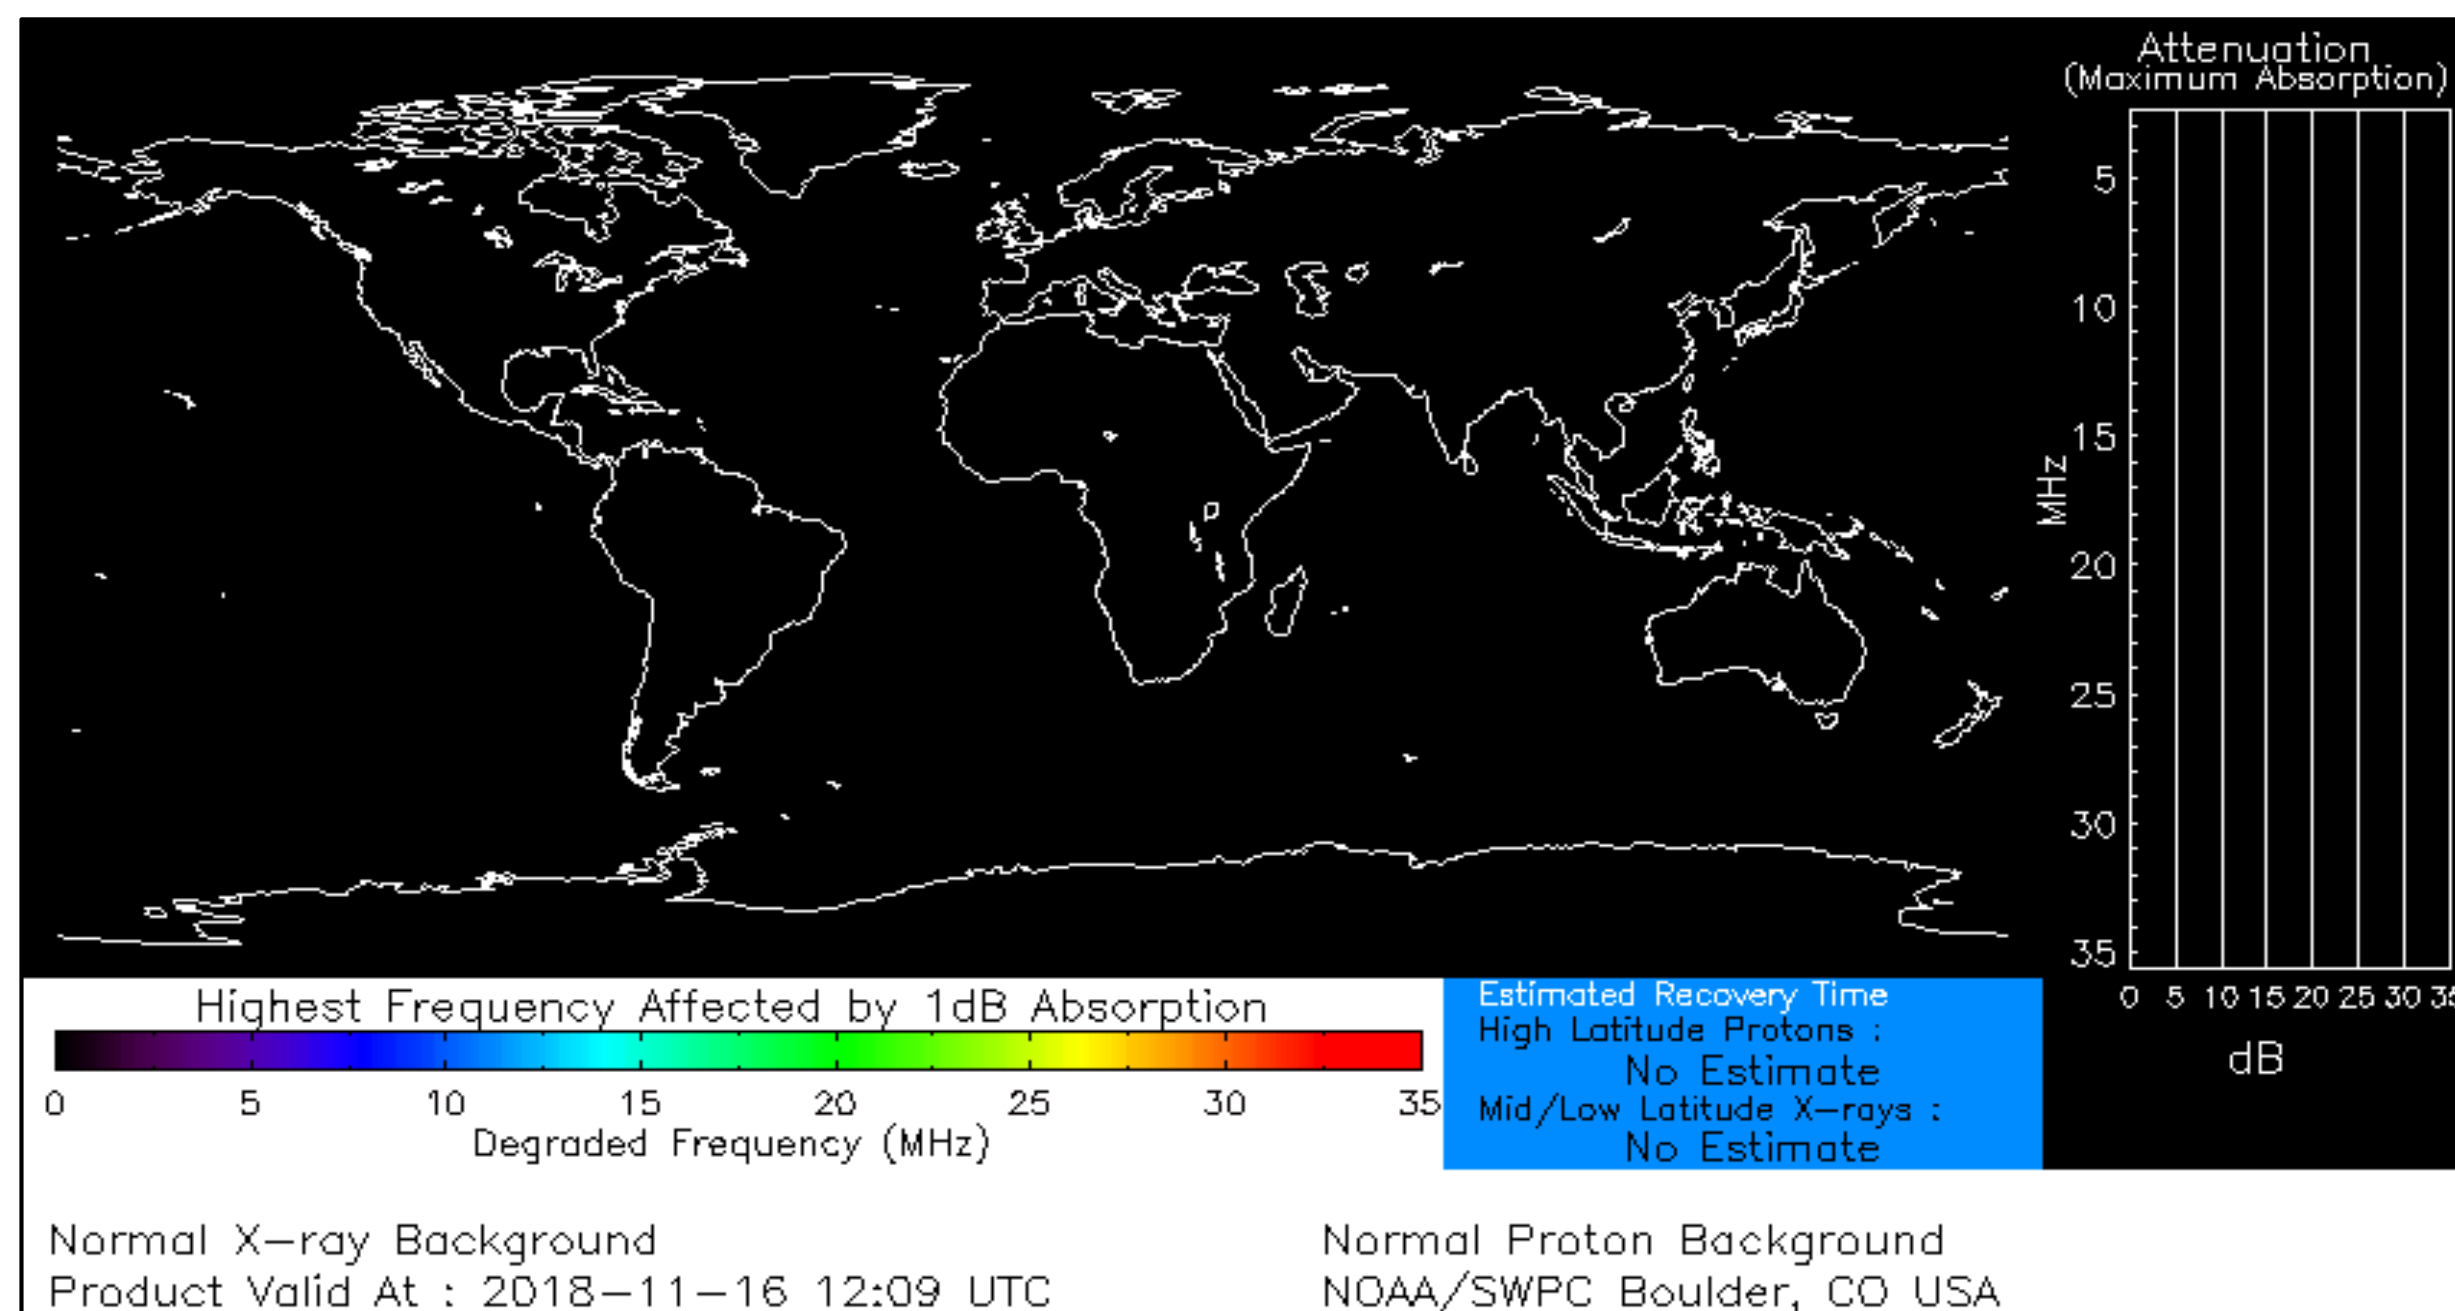 Attenuation
(Maximum Absorption)
5
10
15
20
25
30
35
MHz
0 5 10 15 20 25 30
dB
Highest Frequency Affected by 1dB Absorption
0 5 10 15 20 25 30 35
Degraded Frequency (MHz)
Estimated Recovery Time
High Latitude Protons :
No Estimate
Mid/Low Latitude X-rays :
No Estimate
Normal X-ray Background
Normal Proton Background
Product Valid At : 2018-11-16 12:09 UTC
NOAA/SWPC Boulder, CO USA